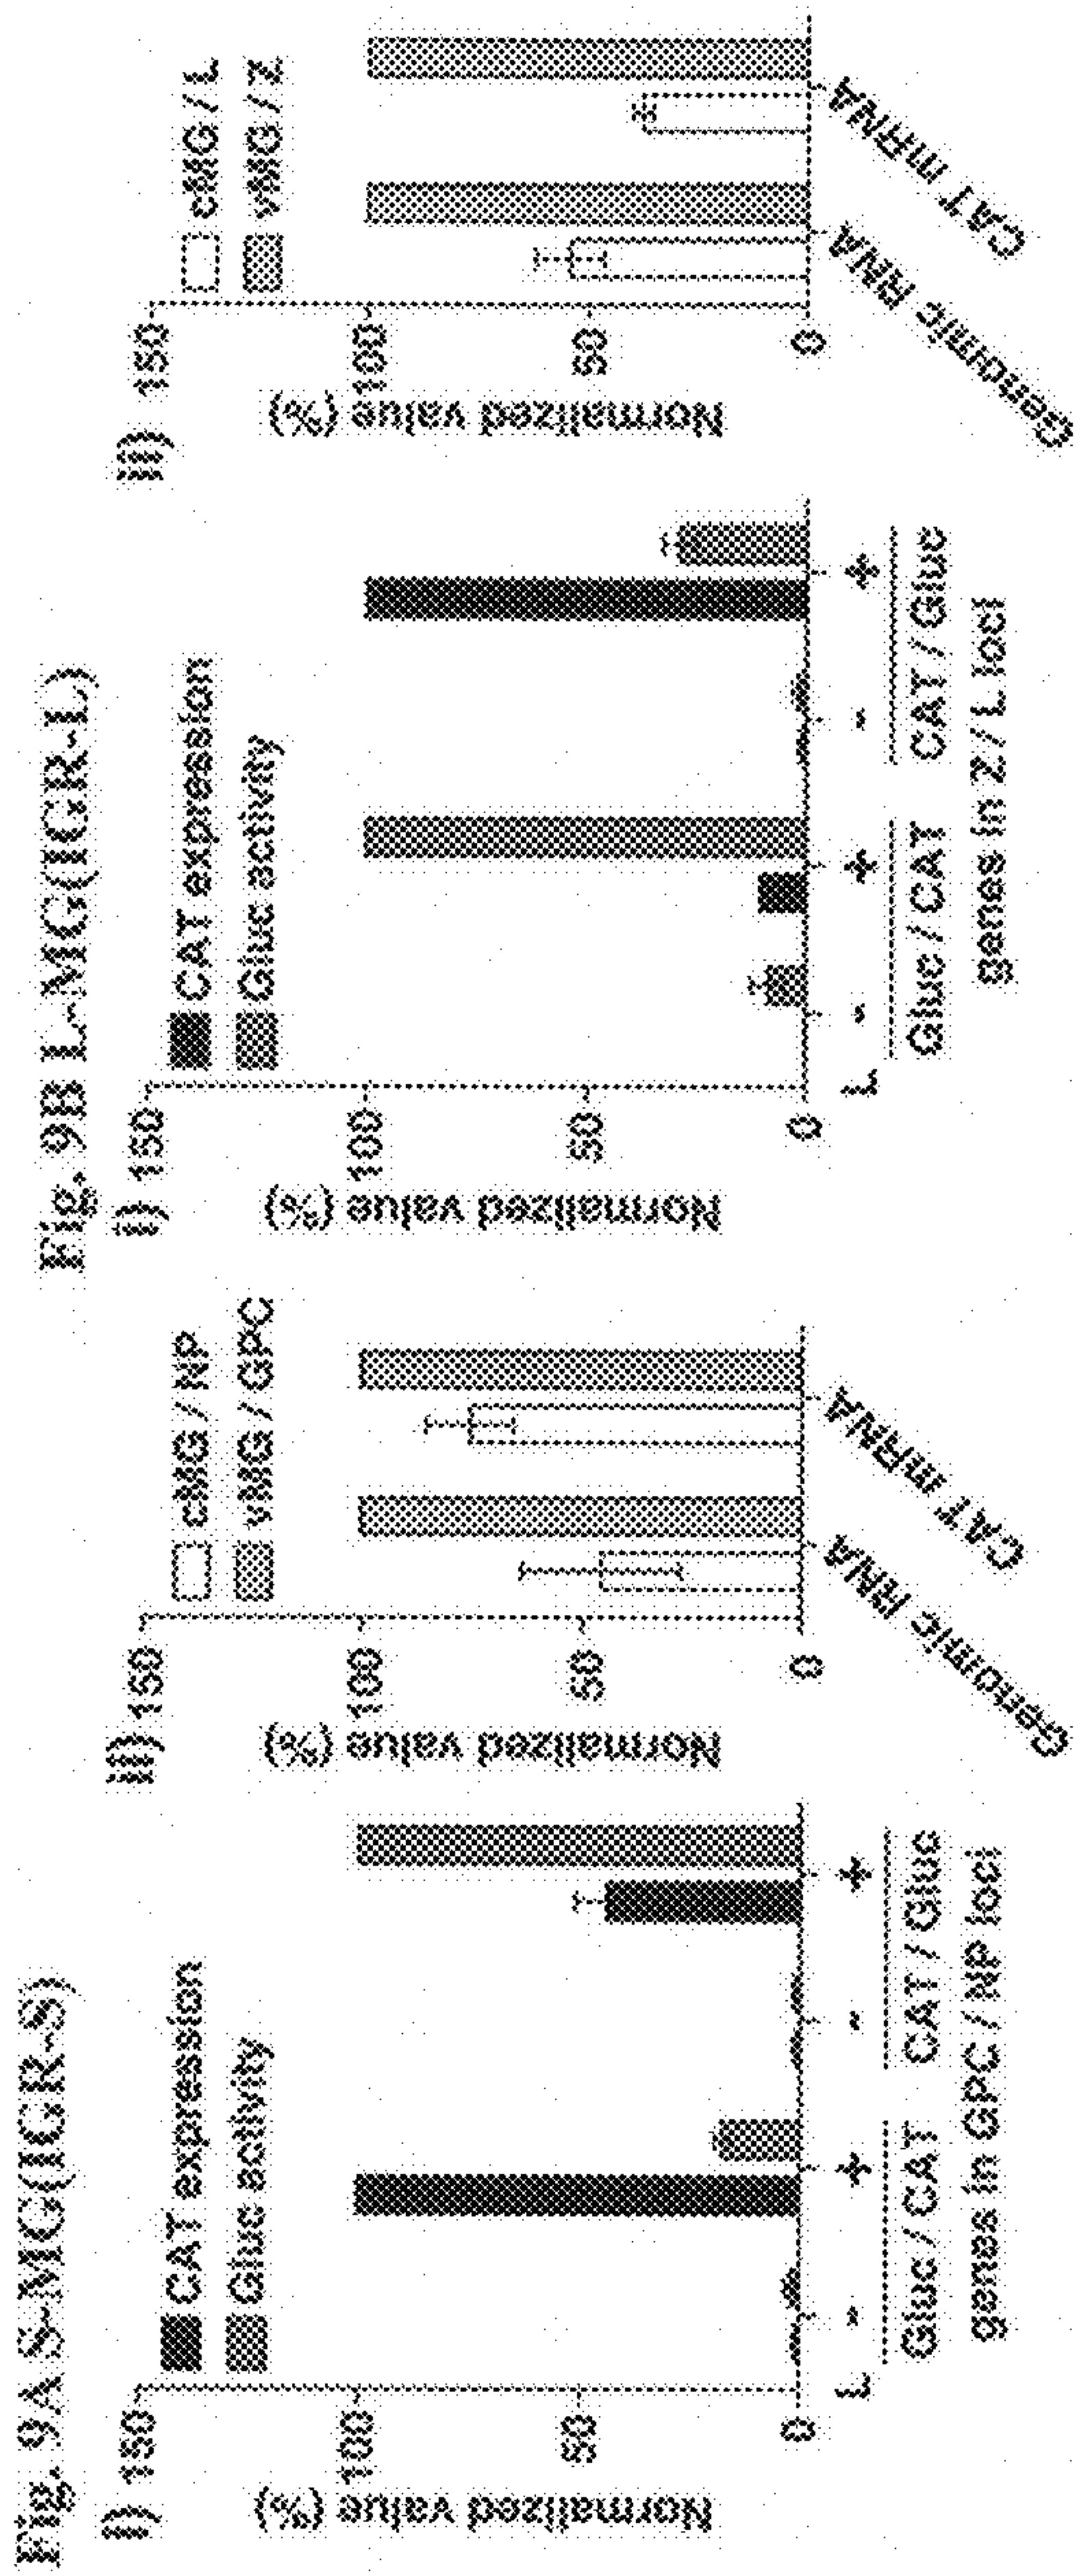 Fig. 9A S-MG(IGR-S)
i)
CAT expression
Gluc activity
Normalized value
(%)
150
100
50
0
L
-
+
-
+
Gluc / CAT
CAT / Gluc
genes in GPC / NP loci
ii)
cMG / NP
vMG / GPC
Normalized value (%)
150
100
50
0
Genomic RNA
CAT mRNA
Fig. 9B L-MG(IGR-L)
i)
CAT expression
Gluc activity
Normalized value (%)
150
100
50
0
L
-
+
-
+
Gluc / CAT
CAT / Gluc
genes in Z / L loci
ii)
cMG / L
vMG / Z
Normalized value (%)
150
100
50
0
Genomic RNA
CAT mRNA